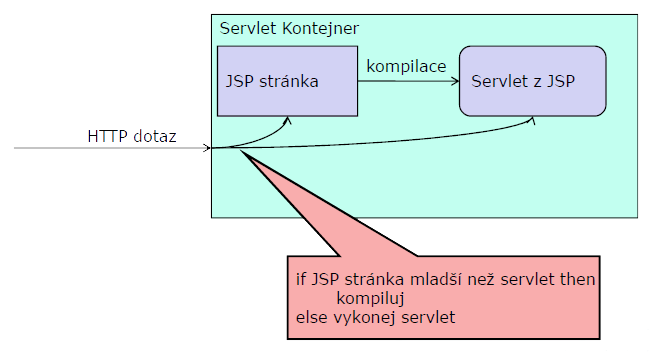 Servlet Kontejner
JSP stránka
kompilace
Servlet z JSP
HTTP dotaz
if JSP stránka mladší než servlet then
kompiluj
else vykonej servlet